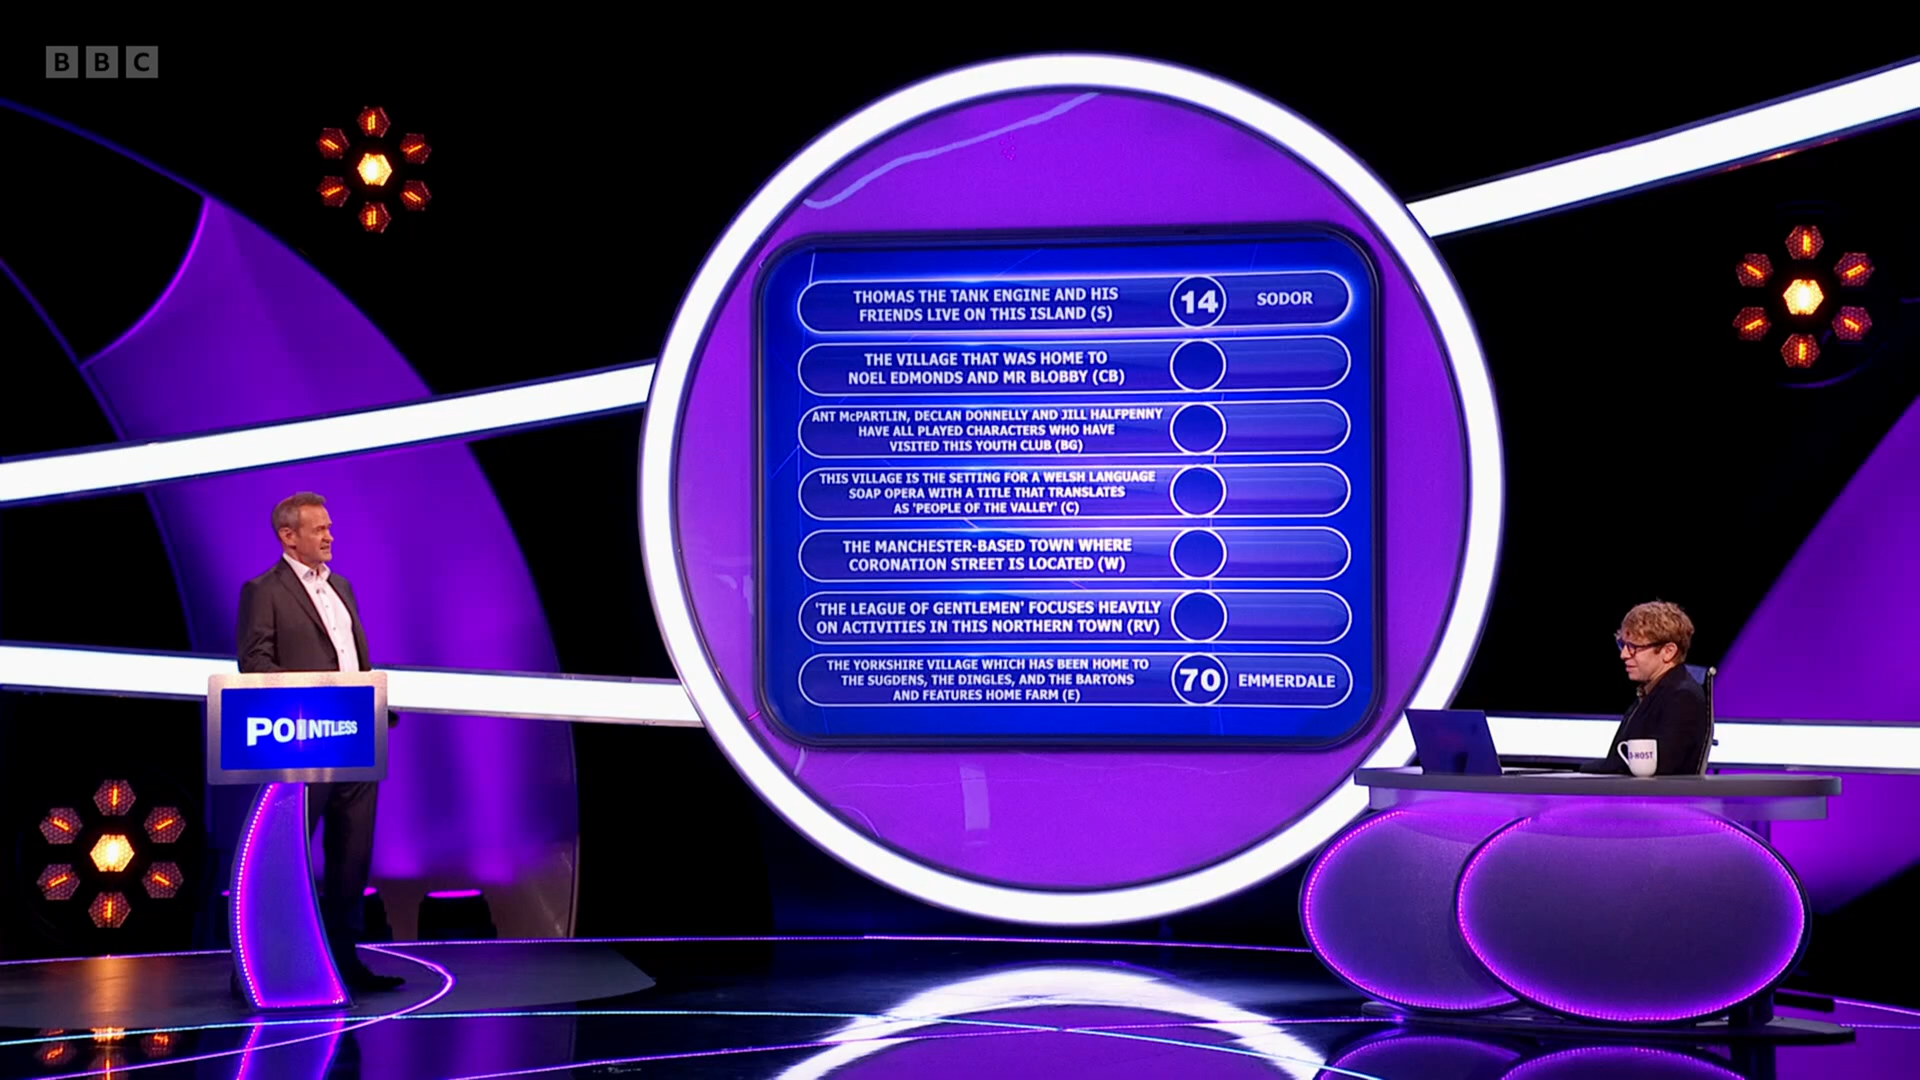 BBC
THOMAS THE TANK ENGINE AND HIS
FRIENDS LIVE ON THIS ISLAND (S)
14
SODOR
THE VILLAGE THAT WAS HOME TO
NOEL EDMONDS AND MR BLOBBY (CB)
ANT McPARTLIN, DECLAN DONNELLY AND JILL HALFPENNY
HAVE ALL PLAYED CHARACTERS WHO HAVE
VISITED THIS YOUTH CLUB (BG)
THIS VILLAGE IS THE SETTING FOR A WELSH LANGUAGE
SOAP OPERA WITH A TITLE THAT TRANSLATES
AS 'PEOPLE OF THE VALLEY' (C)
THE MANCHESTER-BASED TOWN WHERE
CORONATION STREET IS LOCATED (W)
'THE LEAGUE OF GENTLEMEN' FOCUSES HEAVILY
ON ACTIVITIES IN THIS NORTHERN TOWN (RV)
THE YORKSHIRE VILLAGE WHICH HAS BEEN HOME TO
THE SUGDENS, THE DINGLES, AND THE BARTONS
AND FEATURES HOME FARM (E)
70
EMMERDALE
POINTLESS
-HOST